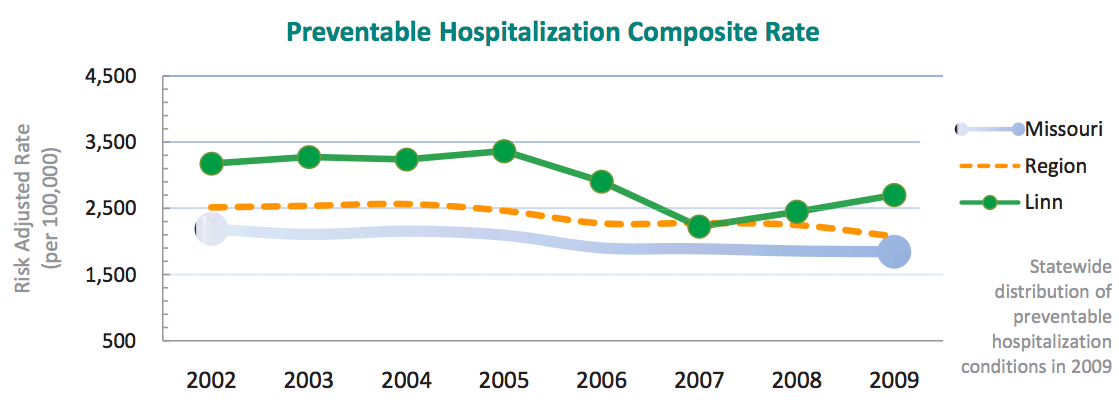 Preventable Hospitalization Composite Rate
Risk Adjusted Rate
(per 100,000)
4,500
3,500
2,500
1,500
500
2002 2003 2004 2005 2006 2007 2008 2009
Missouri
Region
Linn
Statewide
distribution of
preventable
hospitalization
conditions in 2009